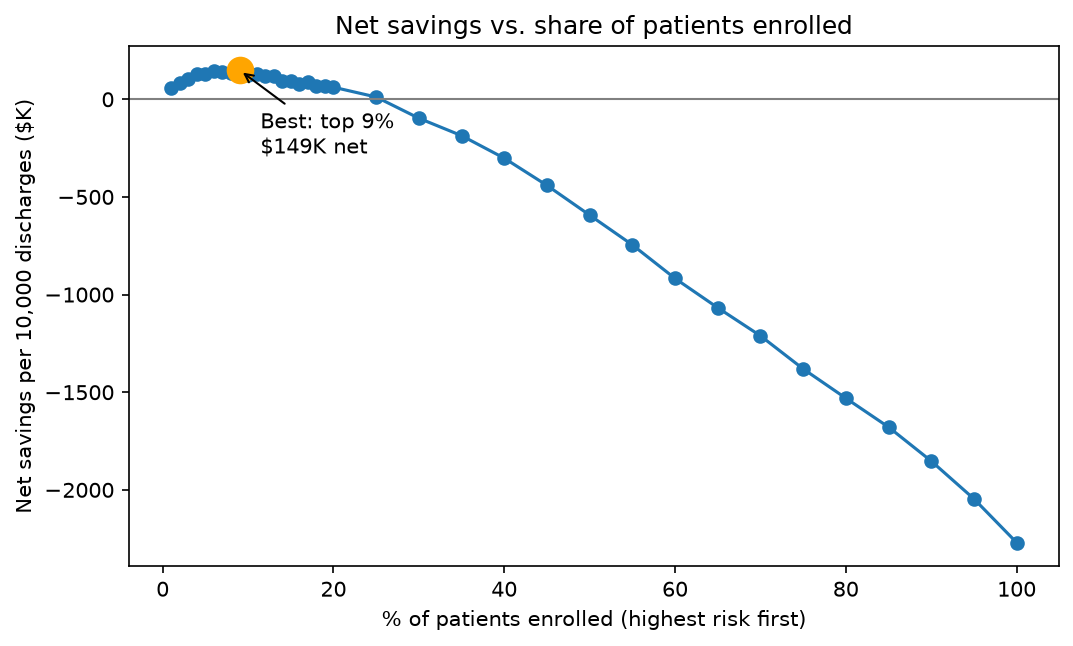 Net savings vs. share of patients enrolled
Net savings per 10,000 discharges ($K)
0
−500
−1000
−1500
−2000
Best: top 9%
$149K net
0 20 40 60 80 100
% of patients enrolled (highest risk first)